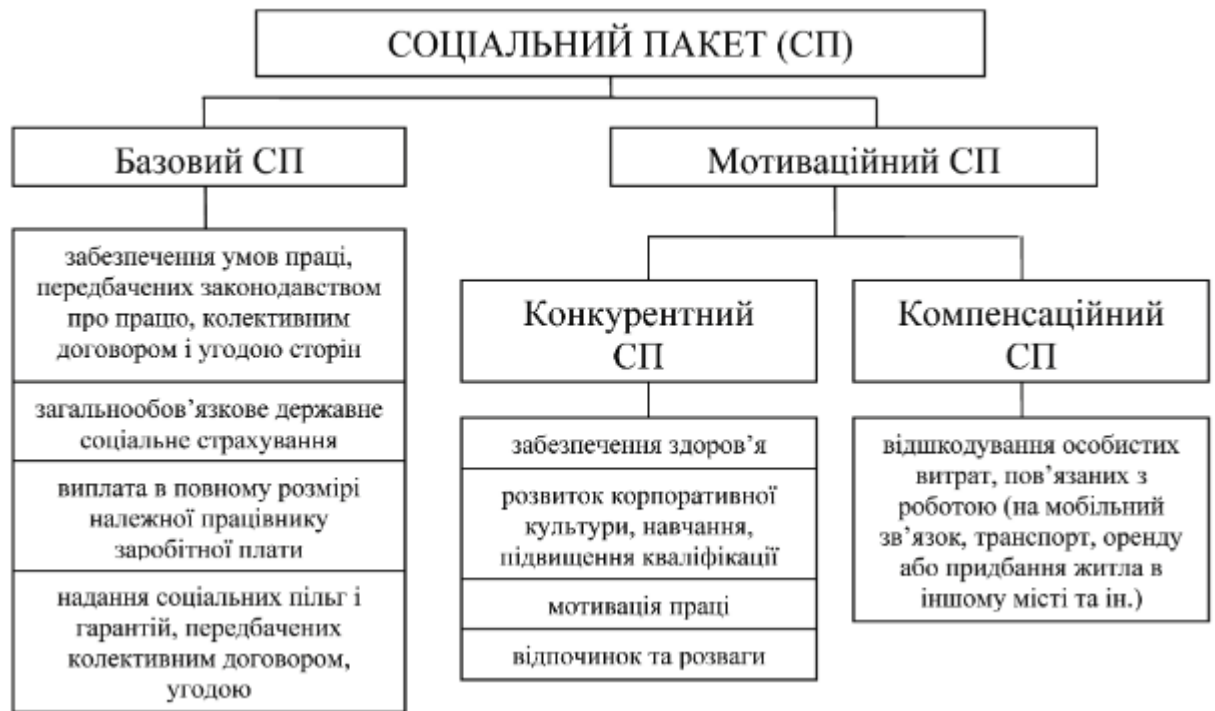 СОЦІАЛЬНИЙ ПАКЕТ (СП)
Базовий СП
Мотиваційний СП
забезпечення умов праці,
передбачених законодавством
про працю, колективним
договором і угодою сторін
загальнообов’язкове державне
соціальне страхування
виплата в повному розмірі
належної працівнику
заробітної плати
надання соціальних пільг і
гарантій, передбачених
колективним договором,
угодою
Конкурентний
СП
забезпечення здоров’я
розвиток корпоративної
культури, навчання,
підвищення кваліфікації
мотивація праці
відпочинок та розваги
Компенсаційний
СП
відшкодування особистих
витрат, пов’язаних з
роботою (на мобільний
зв’язок, транспорт, оренду
або придбання житла в
іншому місті та ін.)